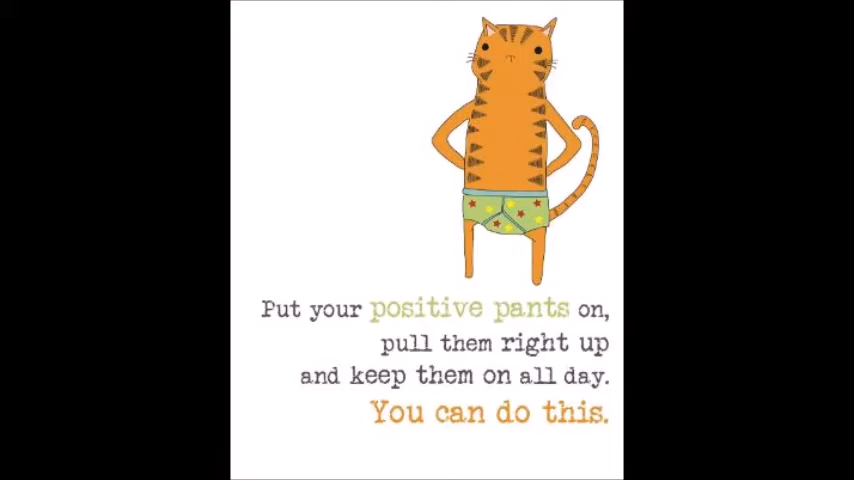 Put your positive pants on,
pull them right up
and keep them on all day.
You can do this.